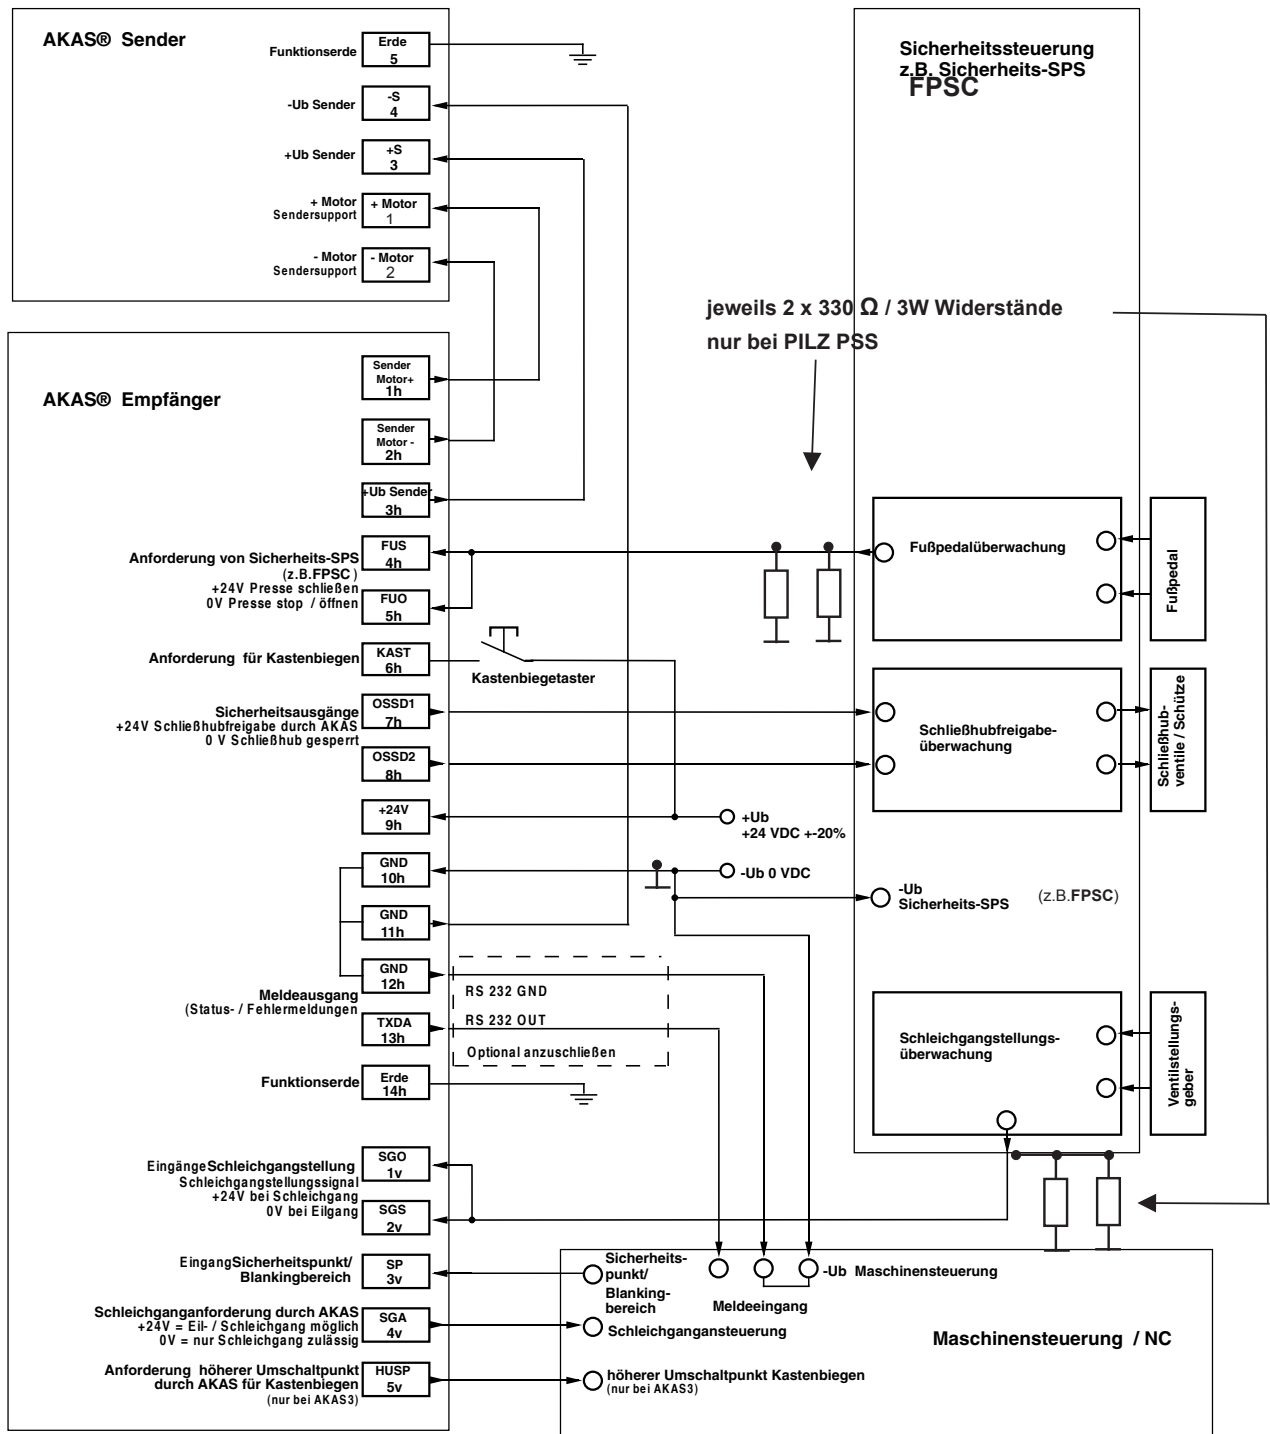 AKAS® Sender
Funktionserde
Erde
5
-Ub Sender
-S
4
+Ub Sender
+S
3
+ Motor
Sendersupport
+ Motor
1
- Motor
Sendersupport
- Motor
2
Sicherheitssteuerung
z.B. Sicherheits-SPS
FPSC
jeweils 2 x 330 Ω / 3W Widerstände
nur bei PILZ PSS
AKAS® Empfänger
Sender
Motor+
1h
Sender
Motor -
2h
+Ub Sender
3h
Anforderung von Sicherheits-SPS
(z.B.FPSC )
+24V Presse schließen
0V Presse stop / öffnen
FUS
4h
FUO
5h
Anforderung für Kastenbiegen
KAST
6h
Kastenbiegetaster
Sicherheitsausgänge
+24V Schließhubfreigabe durch AKAS
0 V Schließhub gesperrt
OSSD1
7h
OSSD2
8h
+24V
9h
+Ub
+24 VDC +-20%
GND
10h
-Ub 0 VDC
GND
11h
GND
12h
Meldeausgang
(Status- / Fehlermeldungen
TXDA
13h
RS 232 GND
RS 232 OUT
Optional anzuschließen
Funktionserde
Erde
14h
Fußpedalüberwachung
Fußpedal
Schließhubfreigabe-
überwachung
Schließhub-
ventile / Schütze
-Ub
Sicherheits-SPS
(z.B.FPSC)
Schleichgangstellungs-
überwachung
Ventilstellungs-
geber
EingängeSchleichgangstellung
Schleichgangstellungssignal
+24V bei Schleichgang
0V bei Eilgang
SGO
1v
SGS
2v
EingangSicherheitspunkt/
Blankingbereich
SP
3v
Schleichganganforderung durch AKAS
+24V = Eil- / Schleichgang möglich
0V = nur Schleichgang zulässig
SGA
4v
Anforderung höherer Umschaltpunkt
durch AKAS für Kastenbiegen
(nur bei AKAS3)
HUSP
5v
Sicherheits-
punkt/
Blanking-
bereich
Meldeeingang
-Ub Maschinensteuerung
Schleichgangansteuerung
höherer Umschaltpunkt Kastenbiegen
(nur bei AKAS3)
Maschinensteuerung / NC